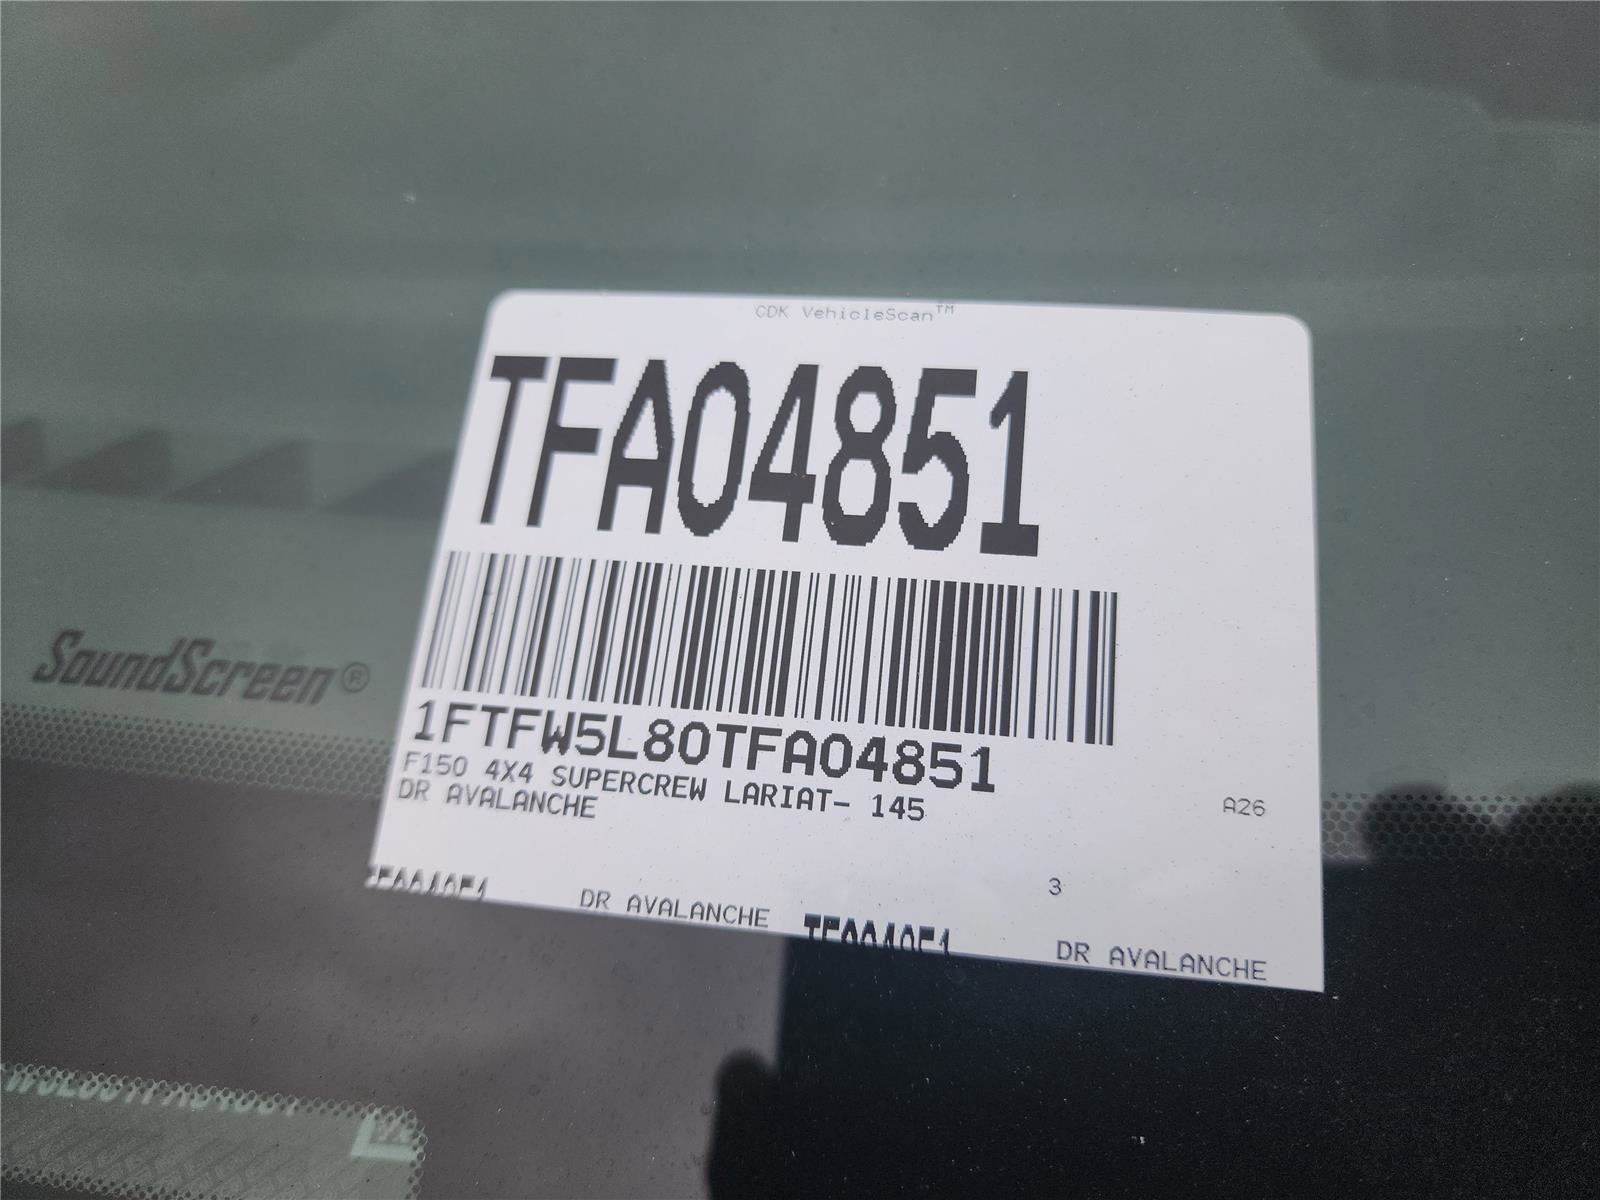 CDK VehicleScan™
TFA04851
SoundScreen®
1FTFW5L80TFA04851
F150 4X4 SUPERCREW LARIAT- 145
DR AVALANCHE
A26
3
DR AVALANCHE
DR AVALANCHE